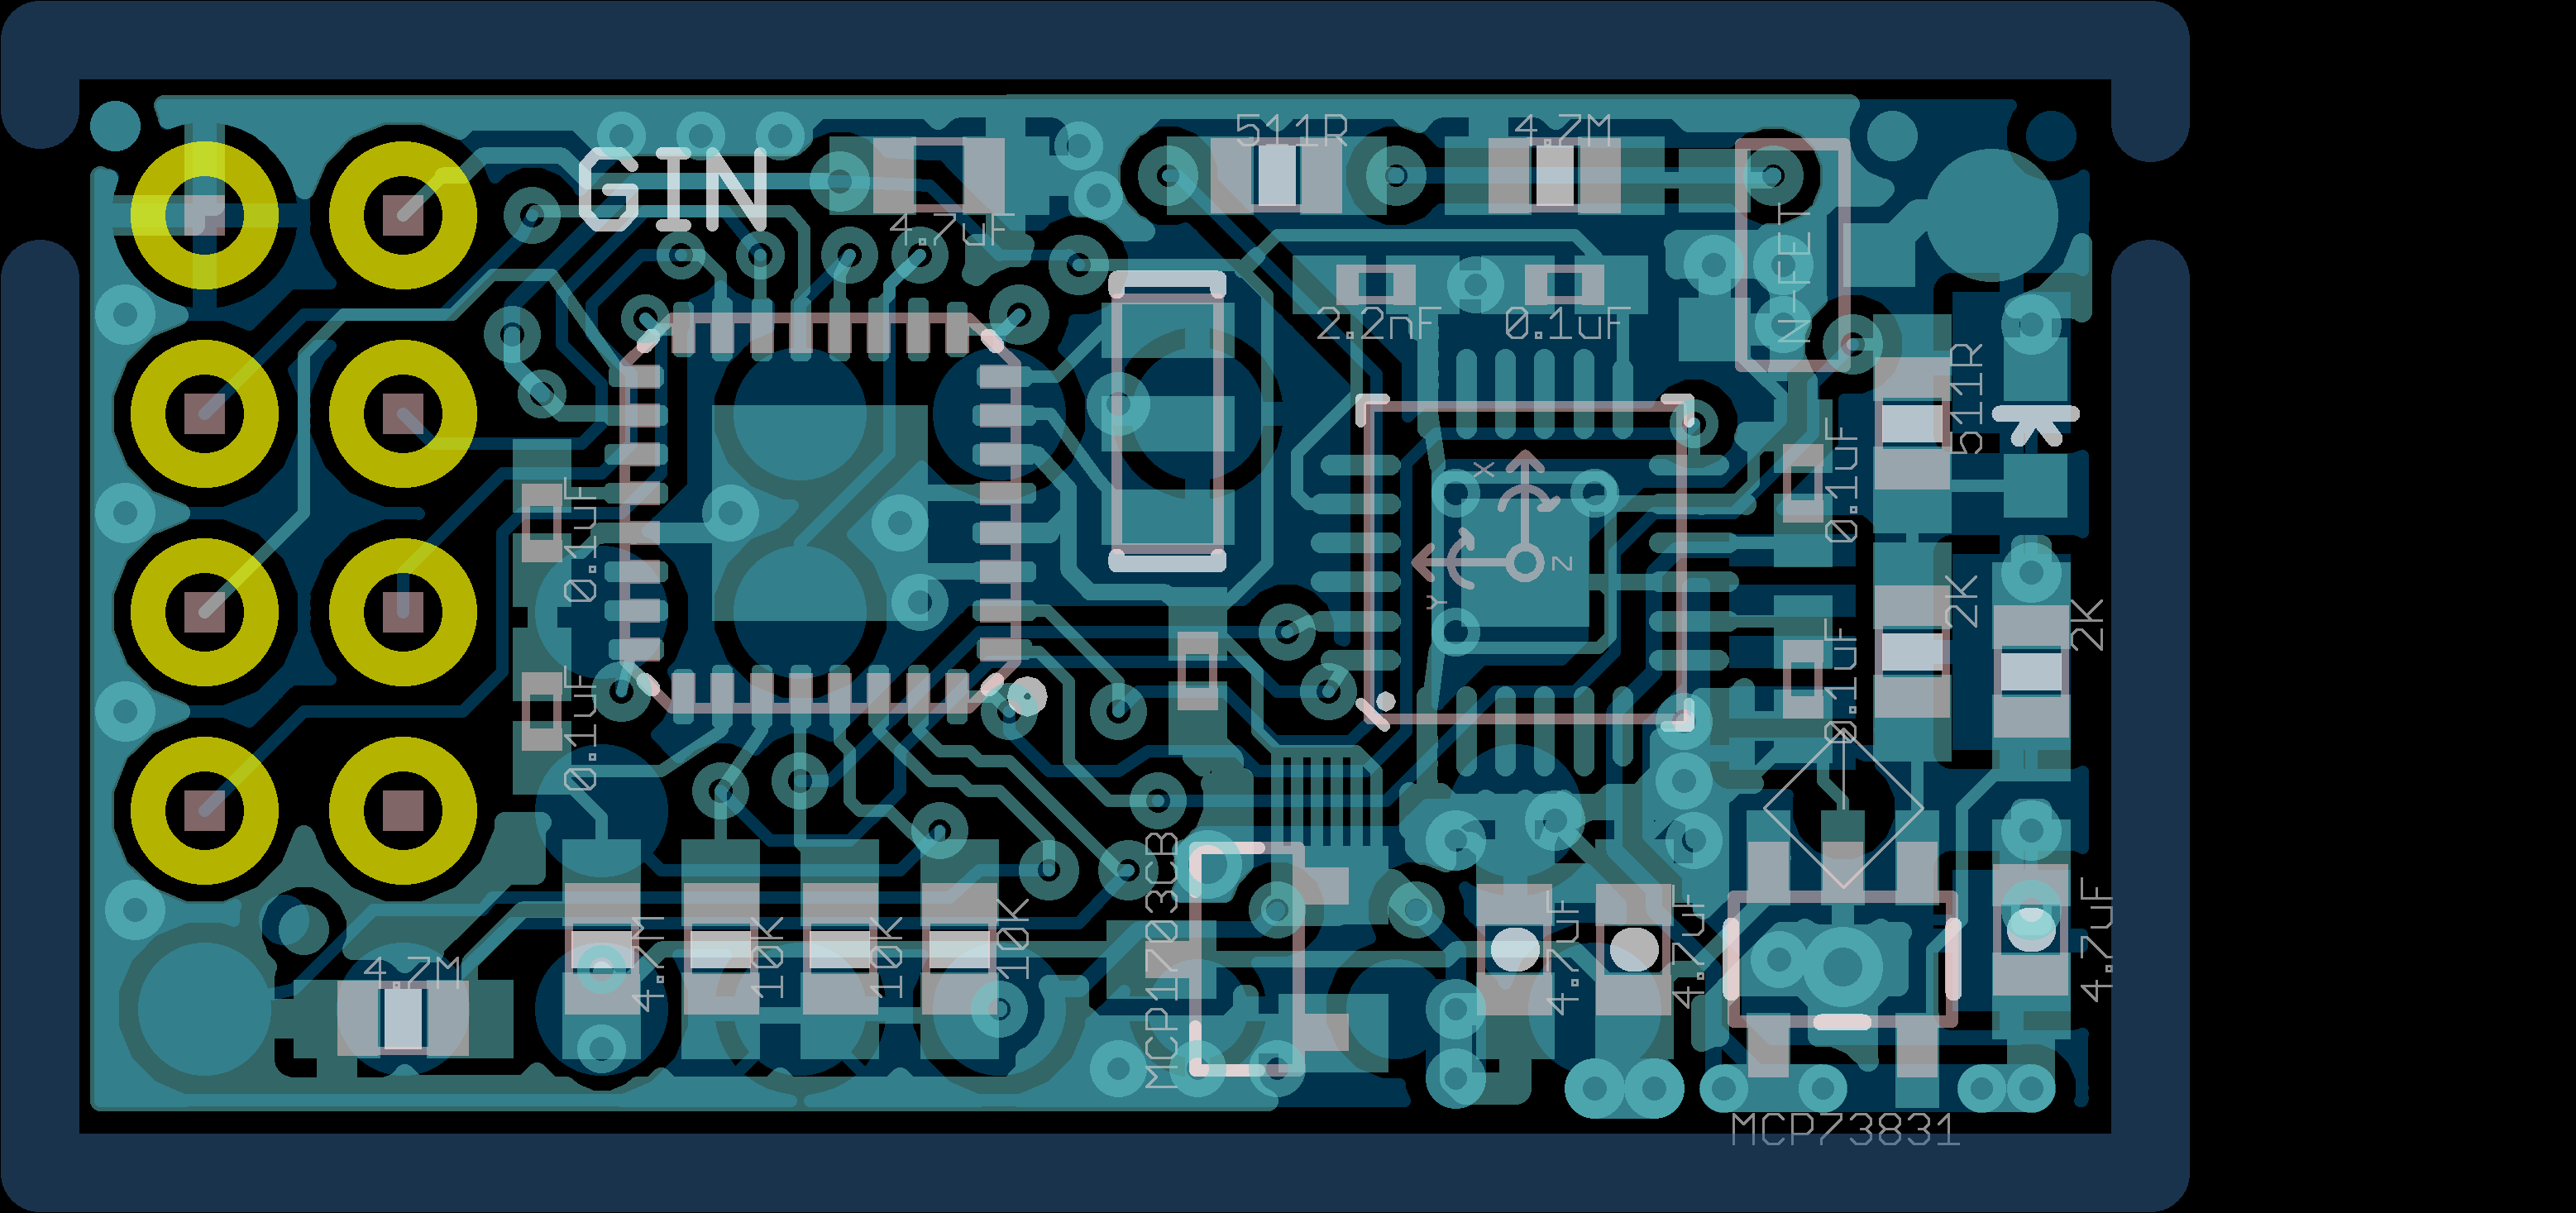 511R
4.7M
GIN
4.7uF
N-FET
2.2nF
0.1uF
511R
0.1uF
X
0.1uF
Z
Y
2K
2K
0.1uF
0.1uF
MCP1703CB
4.7M
4.7M
10K
10K
10K
4.7uF
4.7uF
4.7uF
MCP73831